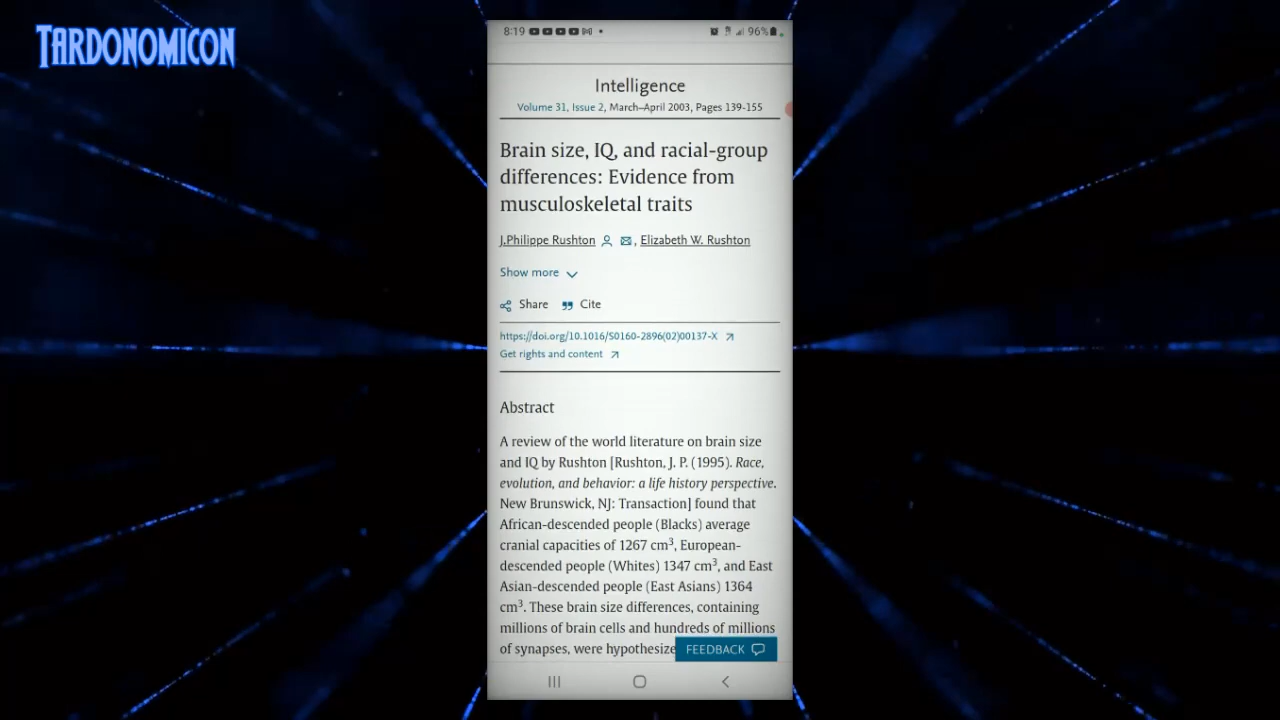 TARDONOMICON
8:19
96%
Intelligence
Volume 31, Issue 2, March–April 2003, Pages 139-155
Brain size, IQ, and racial-group
differences: Evidence from
musculoskeletal traits
J.Philippe Rushton, Elizabeth W. Rushton
Show more
Share Cite
https://doi.org/10.1016/S0160-2896(02)00137-X
Get rights and content
Abstract
A review of the world literature on brain size
and IQ by Rushton [Rushton, J. P. (1995). Race,
evolution, and behavior: a life history perspective.
New Brunswick, NJ: Transaction] found that
African-descended people (Blacks) average
cranial capacities of 1267 cm³, European-
descended people (Whites) 1347 cm³, and East
Asian-descended people (East Asians) 1364
cm³. These brain size differences, containing
millions of brain cells and hundreds of millions
of synapses, were hypothesize
FEEDBACK